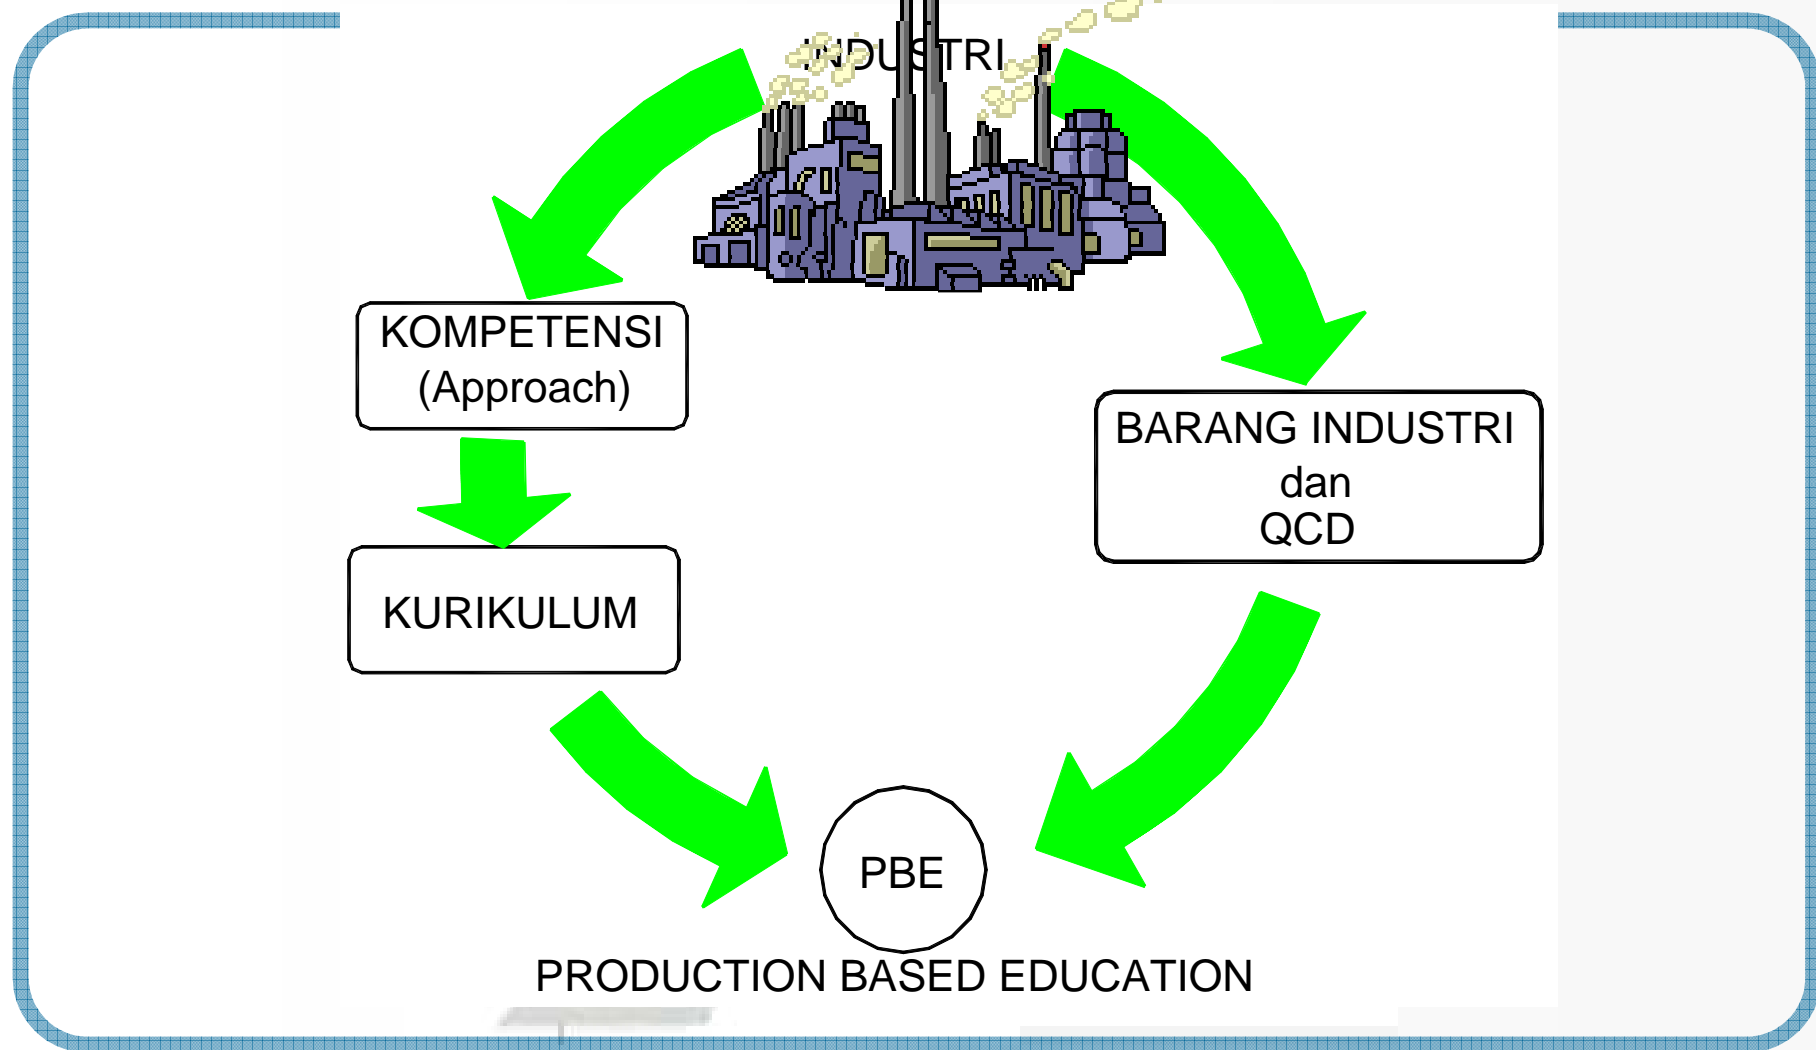 INDUSTRI
KOMPETENSI
(Approach)
BARANG INDUSTRI
dan
QCD
KURIKULUM
PBE
PRODUCTION BASED EDUCATION